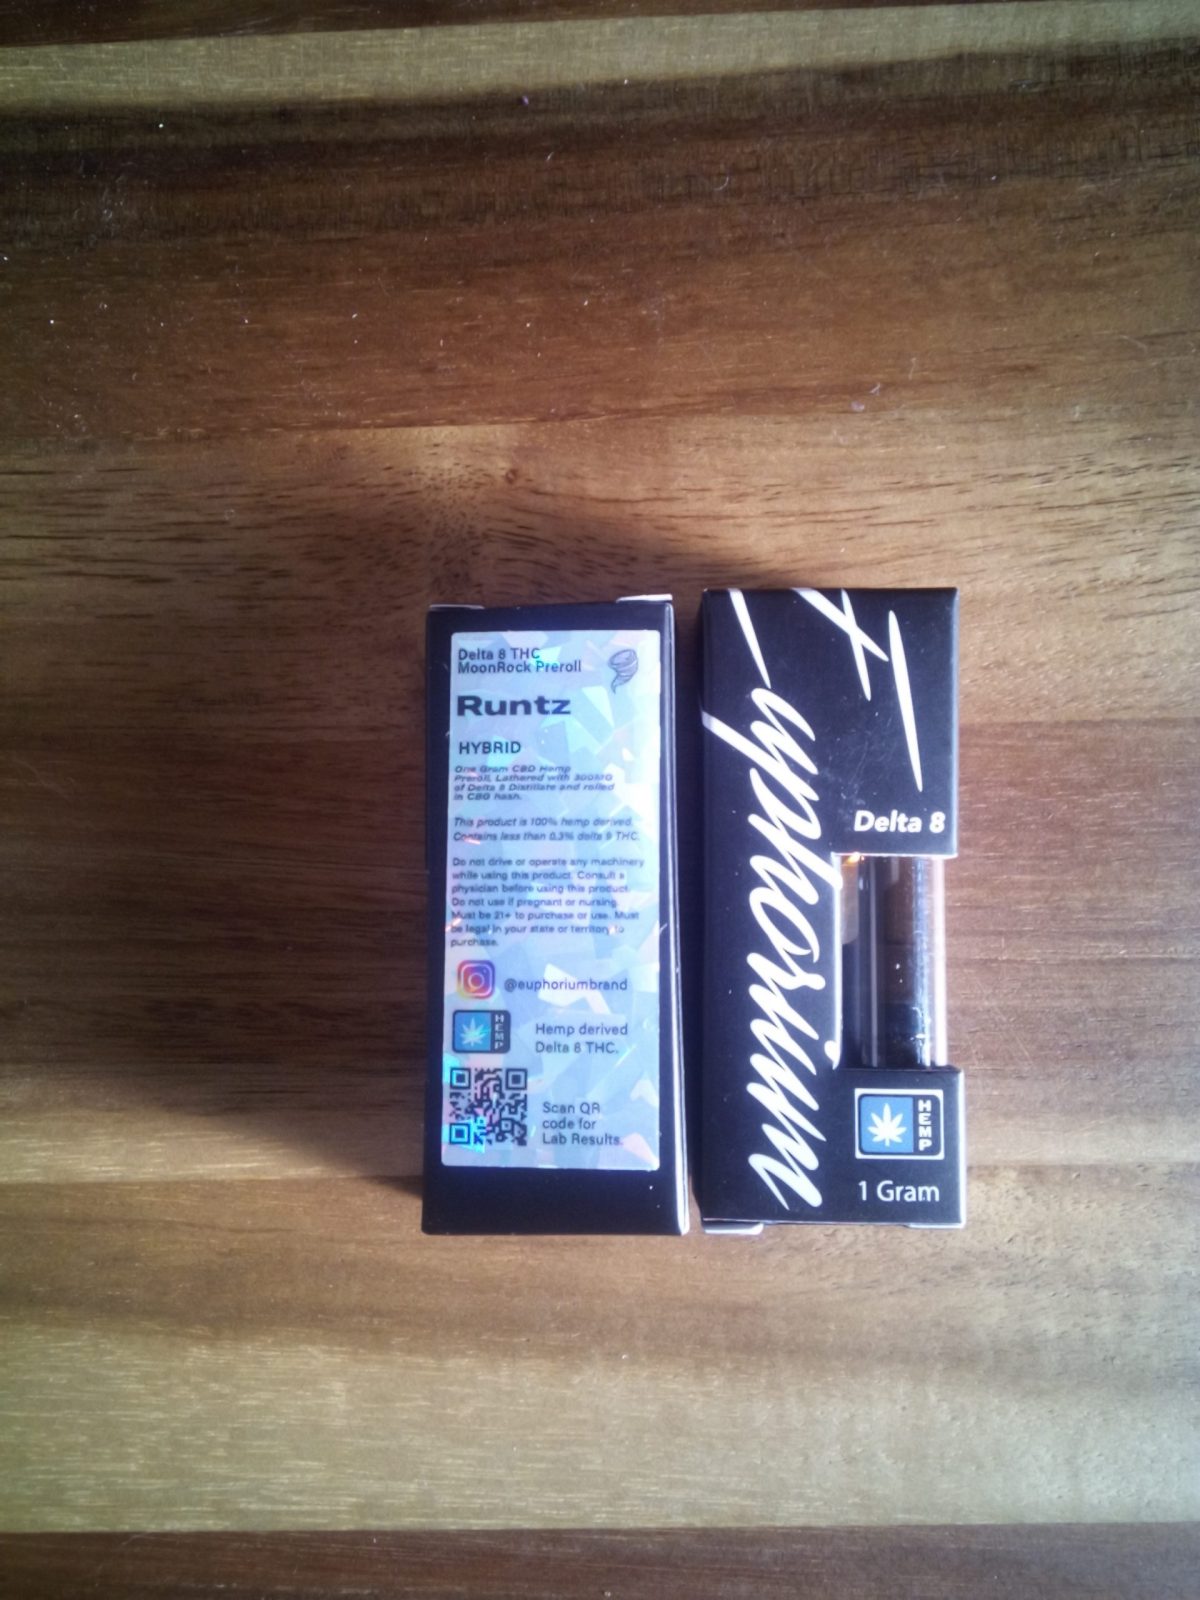 Delta 8 THC
MoonRock Preroll
Runtz
HYBRID
One Gram CBD Hemp
Preroll, Lathered with 300MG
of Delta 8 Distillate and rolled
in CBG hash.
This product is 100% hemp derived.
Contains less than 0.3% delta 9 THC.
Do not drive or operate any machinery
while using this product. Consult a
physician before using this product.
Do not use if pregnant or nursing.
Must be 21+ to purchase or use. Must
be legal in your state or territory to
purchase.
@euphoriumbrand
HEMP
Hemp derived
Delta 8 THC.
Scan QR
code for
Lab Results.
Euphorium
Delta 8
HEMP
1 Gram